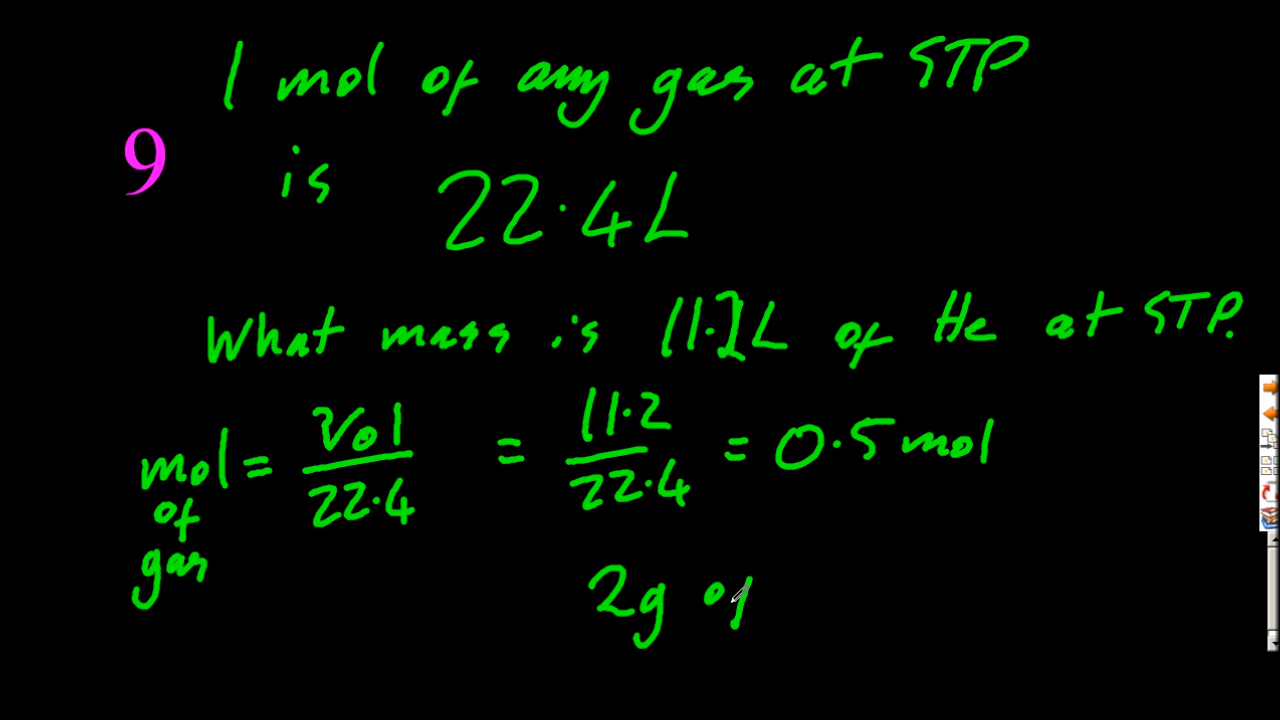 1 mol of any gas at STP
9
is 22.4L
What mass is 11.2L of He at STP.
mol of gas = Vol / 22.4 = 11.2 / 22.4 = 0.5 mol
2g of